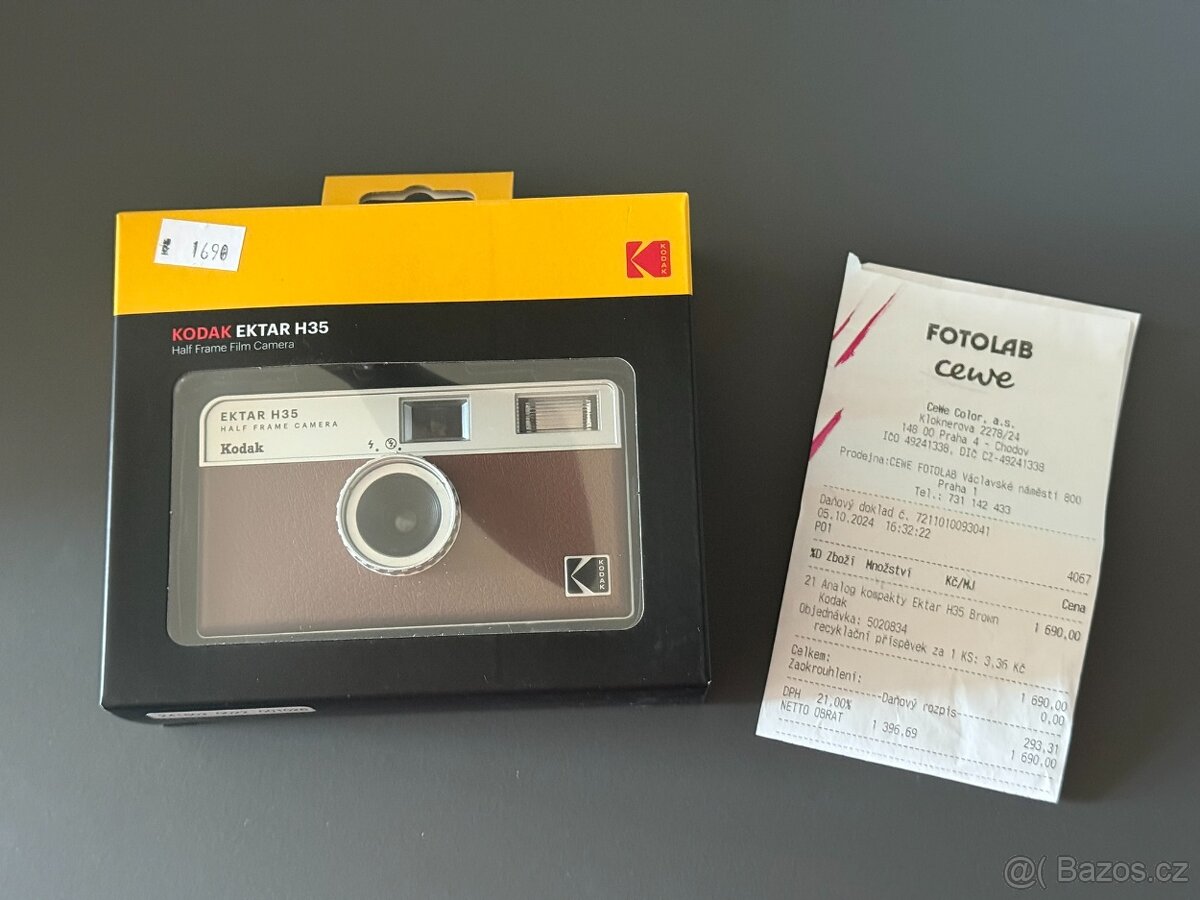 1690
KODAK
KODAK EKTAR H35
Half Frame Film Camera
EKTAR H35
HALF FRAME CAMERA
Kodak
KODAK
FOTOLAB
cewe
CeWe Color, a.s.
Kloknerova 2278/24
148 00 Praha 4 - Chodov
IČO 49241338, DIČ CZ-49241338
Prodejna:CEWE FOTOLAB Václavské náměstí 800
Praha 1
Tel.: 731 142 433
Daňový doklad č. 7211010093041
05.10.2024 16:32:22
P01 4067
%D Zboží Množství Kč/MJ Cena
21 Analog kompakty Ektar H35 Brown 1 690,00
Kodak
Objednávka: 5020834
recyklační příspěvek za 1 KS: 3,36 Kč
Celkem: 1 690,00
Zaokrouhlení: 0,00
Daňový rozpis
DPH 21,00% 293,31
NETTO OBRAT 1 396,69 1 690,00
@( Bazos.cz